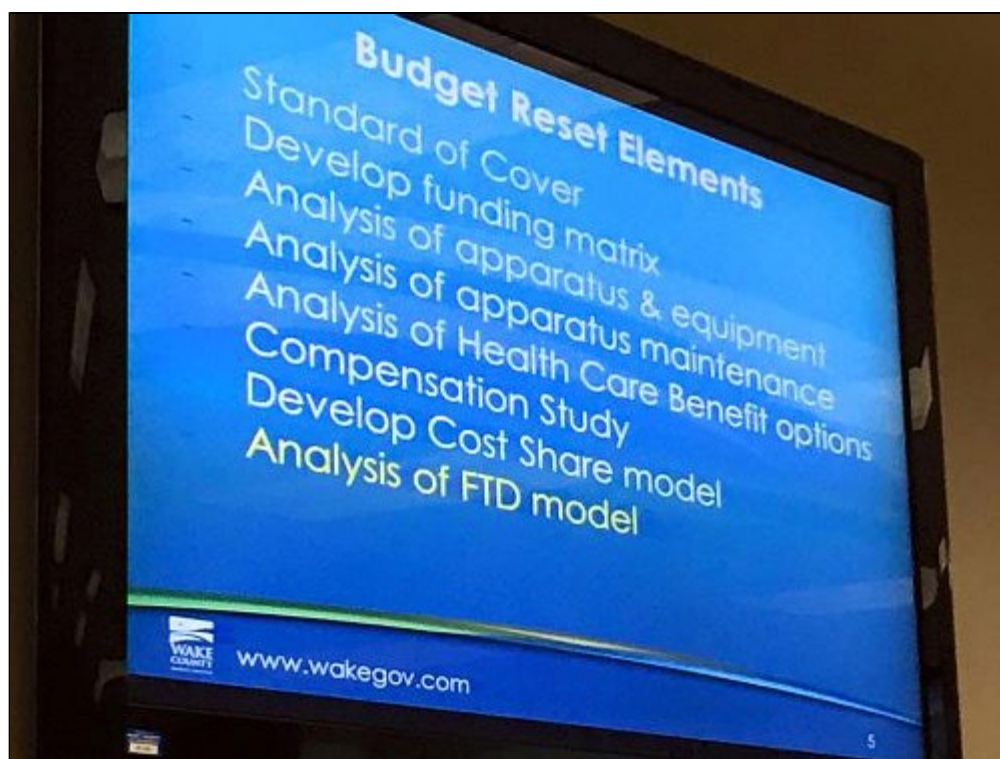 Budget Reset Elements
- Standard of Cover
- Develop funding matrix
- Analysis of apparatus & equipment
- Analysis of apparatus maintenance
- Analysis of Health Care Benefit options
- Compensation Study
- Develop Cost Share model
- Analysis of FTD model
WAKE
COUNTY
www.wakegov.com
5